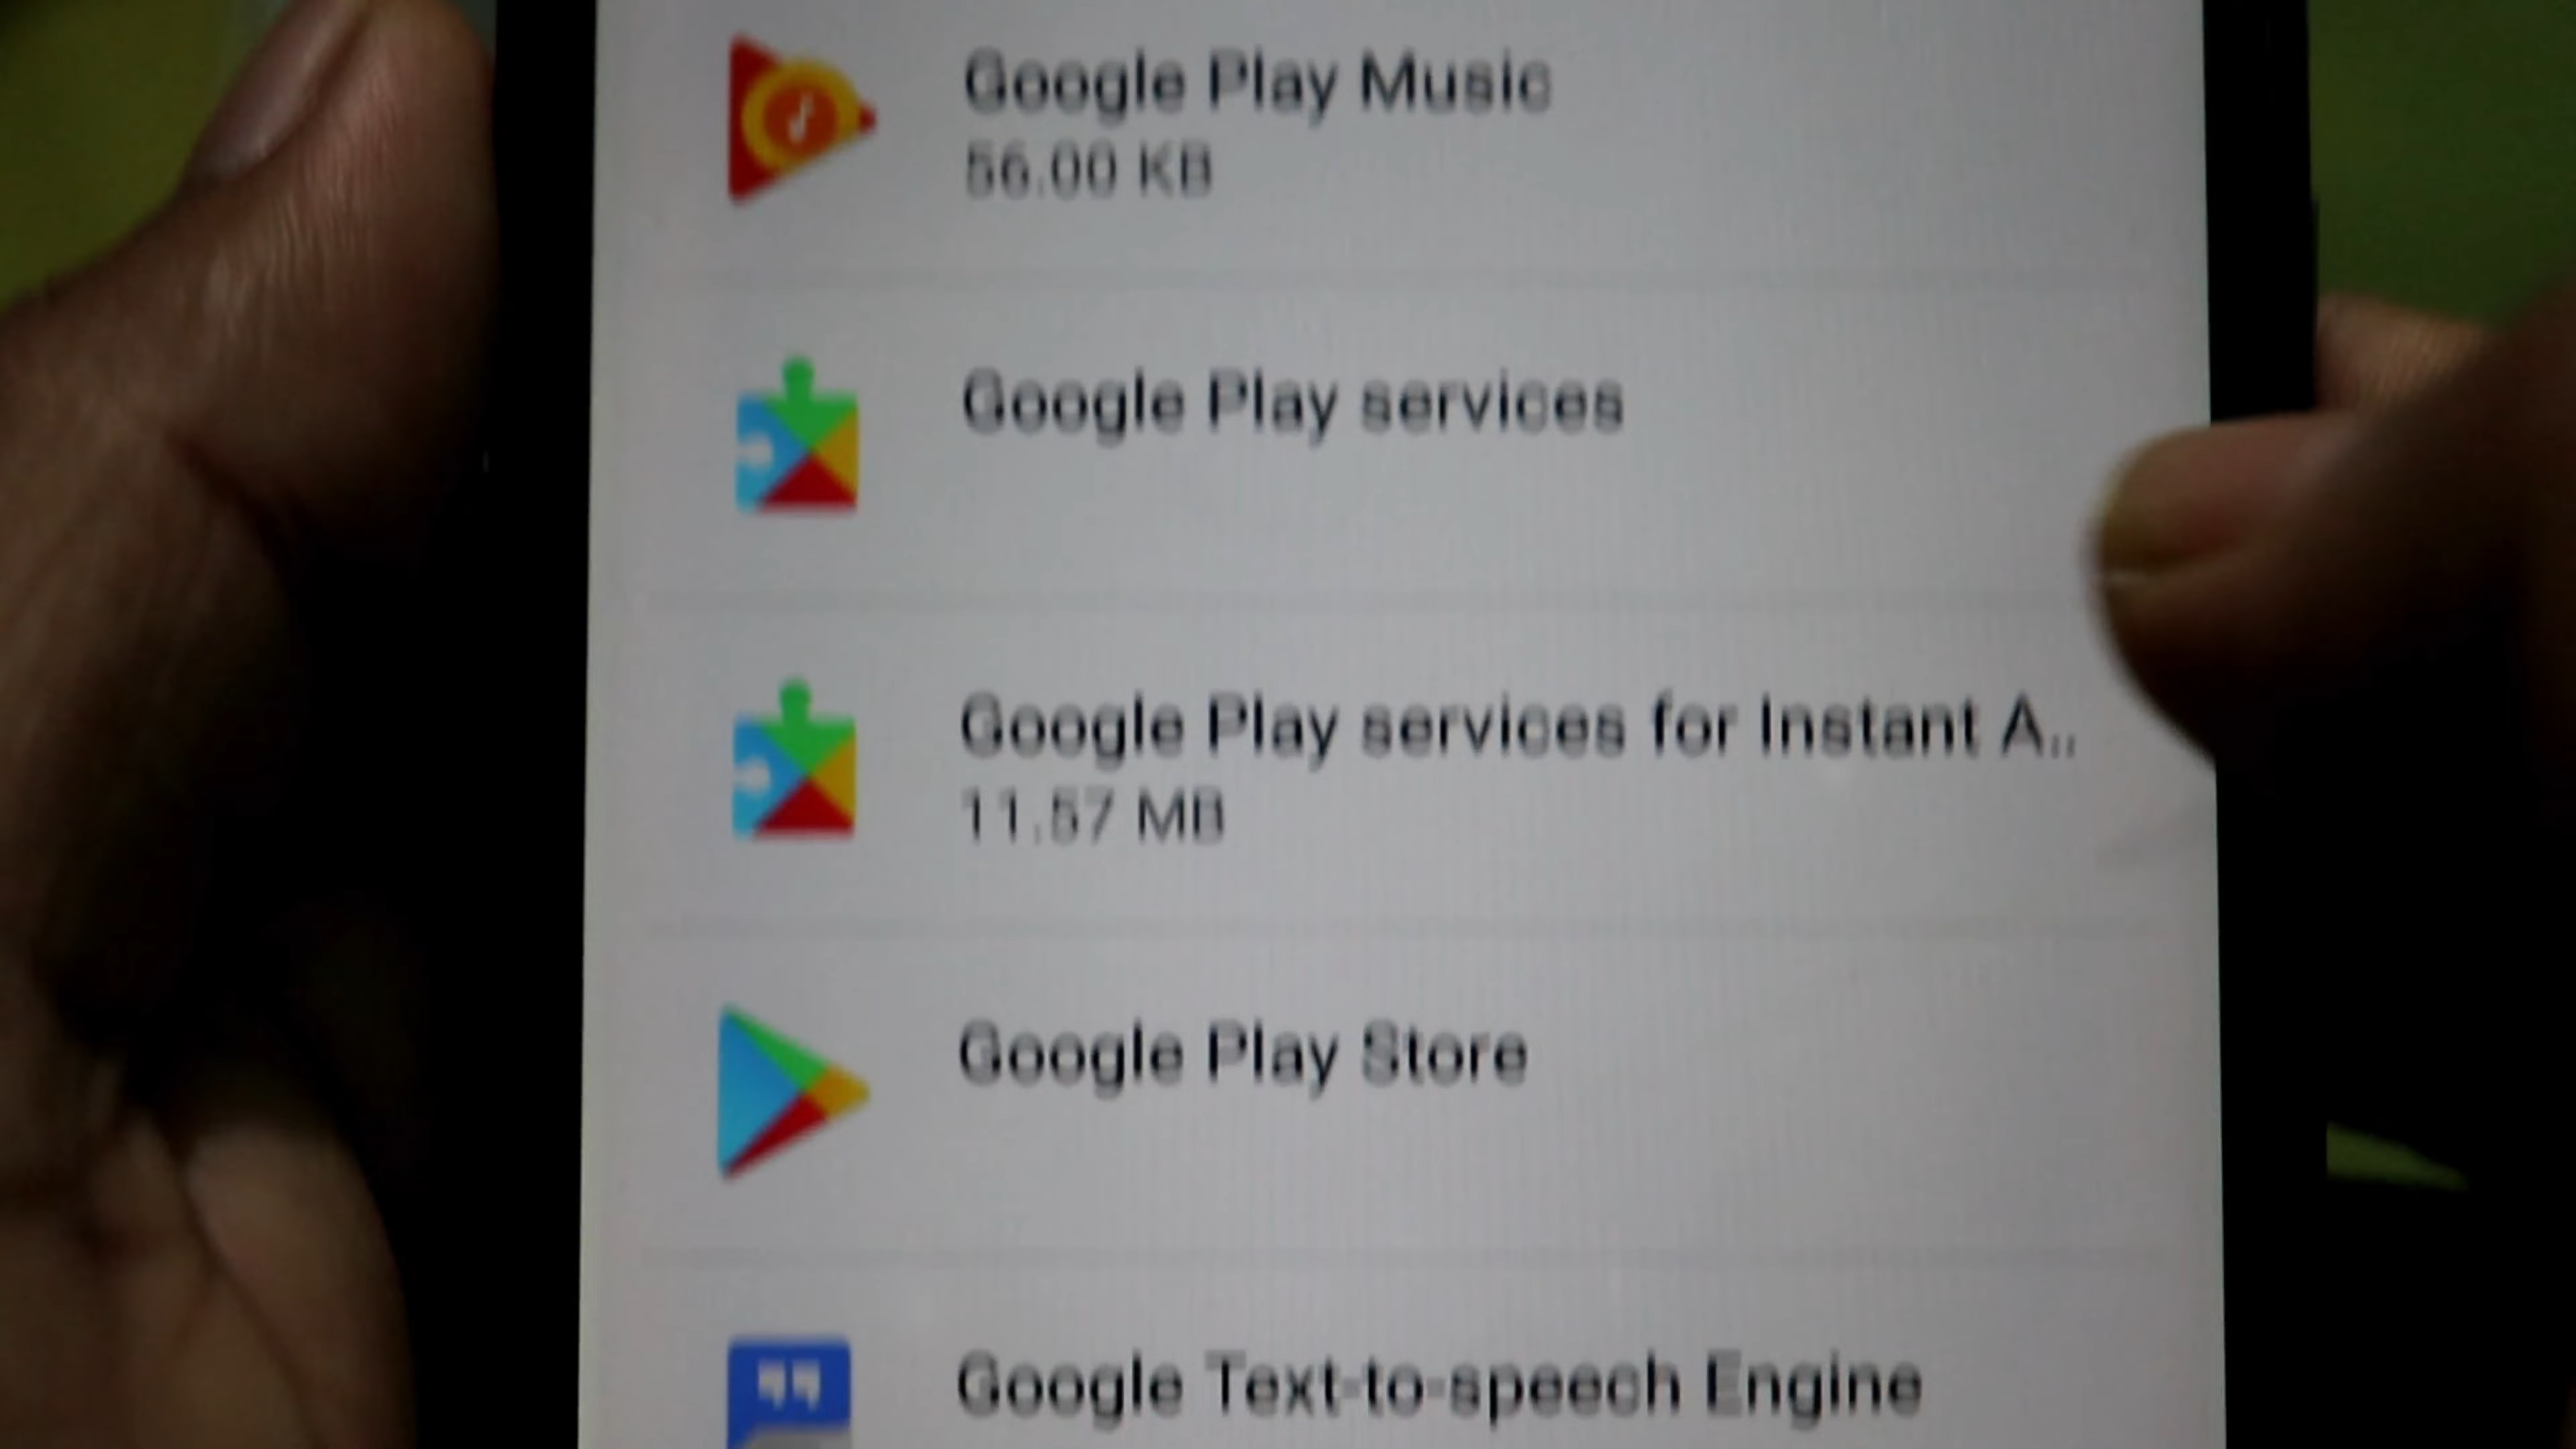 Google Play Music
56.00 KB
Google Play services
Google Play services for Instant A..
11.57 MB
Google Play Store
Google Text-to-speech Engine